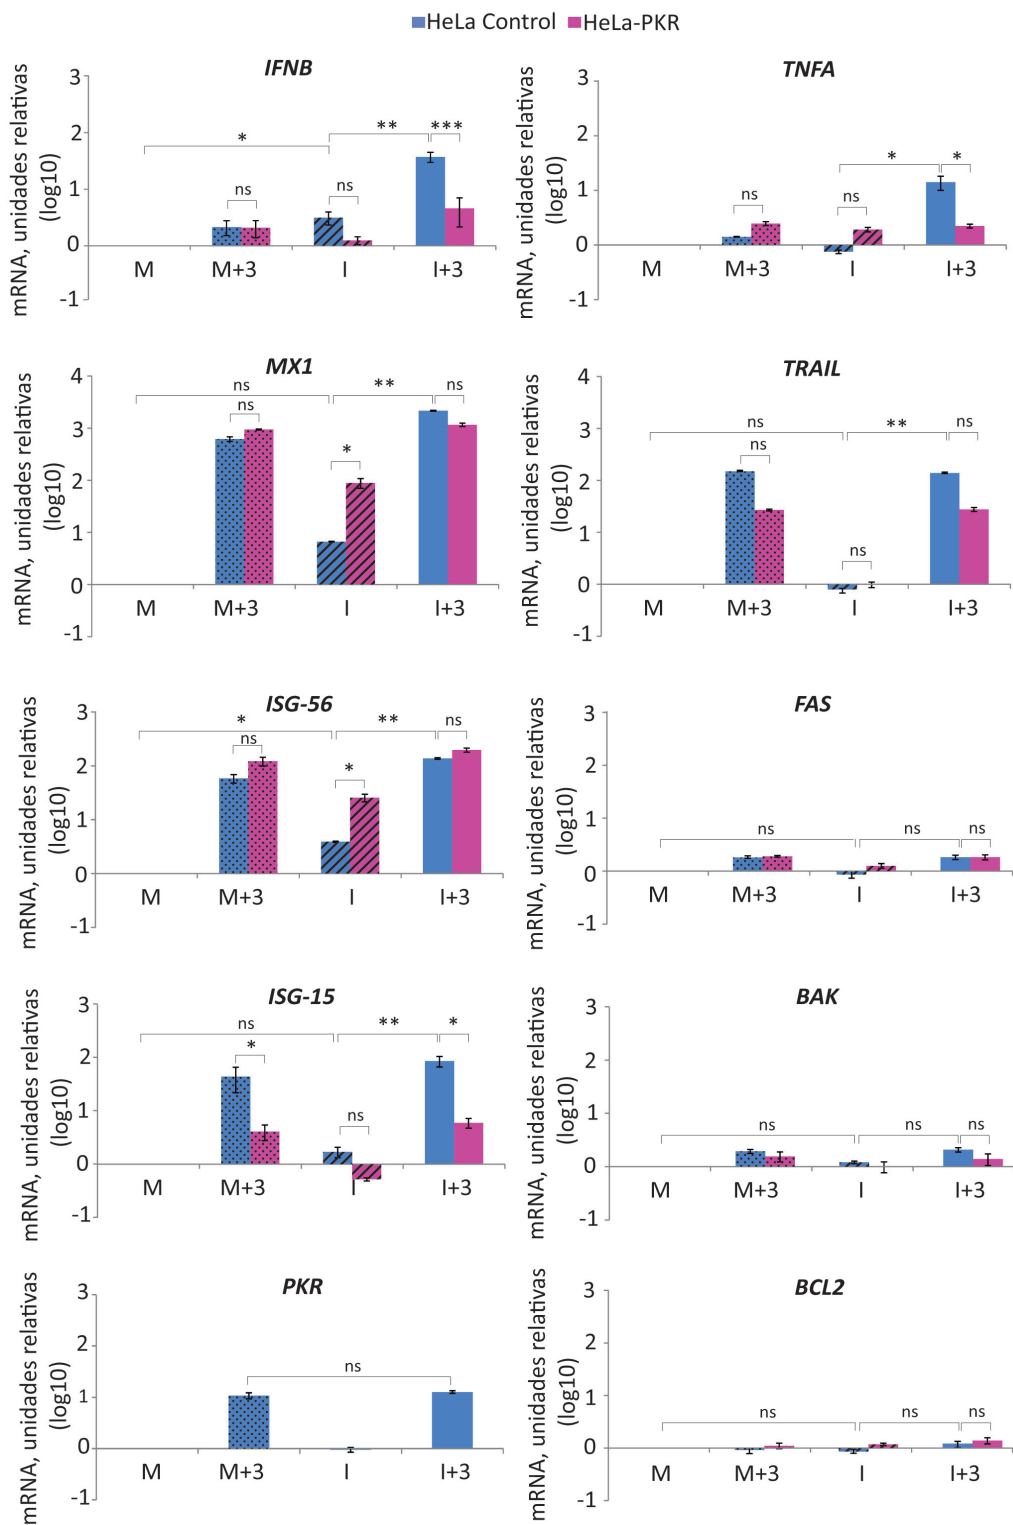 HeLa Control HeLa-PKR
IFNB
mRNA, unidades relativas
(log10)
3
2
1
0
-1
* ** ***
ns ns
M M+3 I I+3
TNFA
mRNA, unidades relativas
(log10)
3
2
1
0
-1
* *
ns ns
M M+3 I I+3
MX1
mRNA, unidades relativas
(log10)
4
3
2
1
0
-1
ns ** ns
ns
*
M M+3 I I+3
TRAIL
mRNA, unidades relativas
(log10)
4
3
2
1
0
-1
ns ** ns
ns
ns
M M+3 I I+3
ISG-56
mRNA, unidades relativas
(log10)
3
2
1
0
-1
* ** ns
ns
*
M M+3 I I+3
FAS
mRNA, unidades relativas
(log10)
3
2
1
0
-1
ns ns ns
M M+3 I I+3
ISG-15
mRNA, unidades relativas
(log10)
3
2
1
0
-1
ns ** *
*
ns
M M+3 I I+3
BAK
mRNA, unidades relativas
(log10)
3
2
1
0
-1
ns ns ns
M M+3 I I+3
PKR
mRNA, unidades relativas
(log10)
3
2
1
0
-1
ns
M M+3 I I+3
BCL2
mRNA, unidades relativas
(log10)
3
2
1
0
-1
ns ns ns
M M+3 I I+3